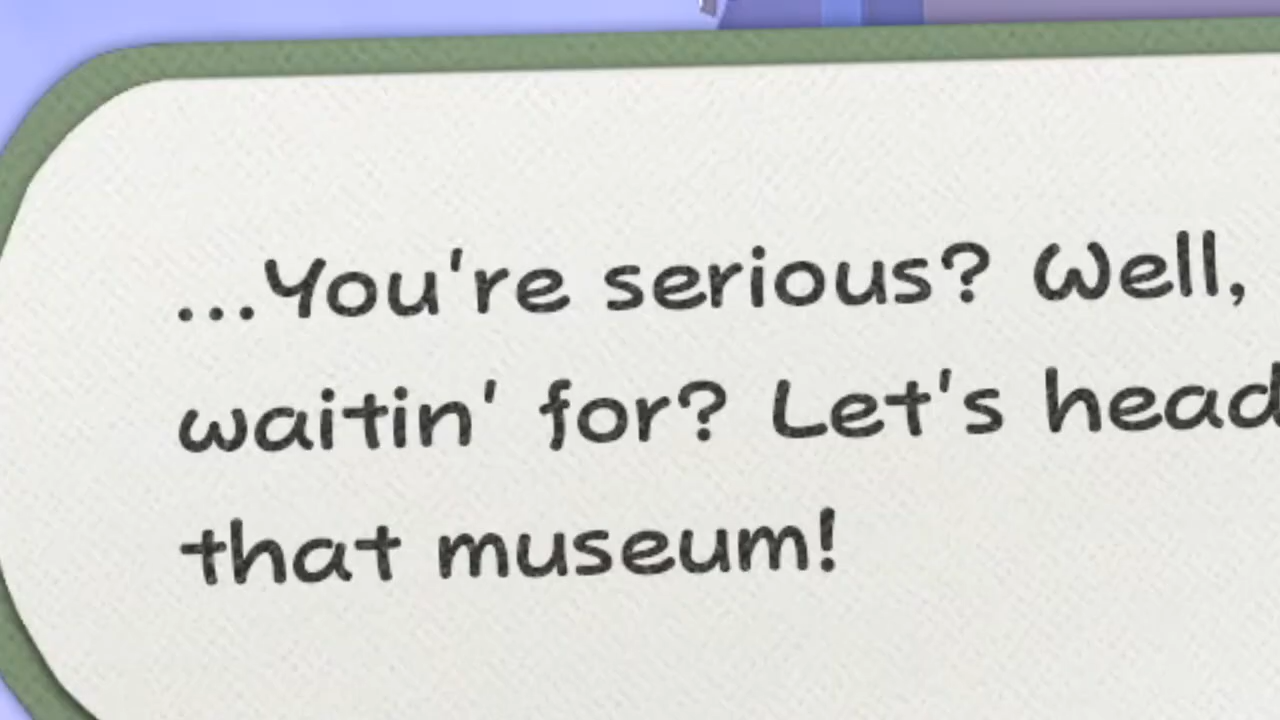 ...You're serious? Well,
waitin' for? Let's head
that museum!